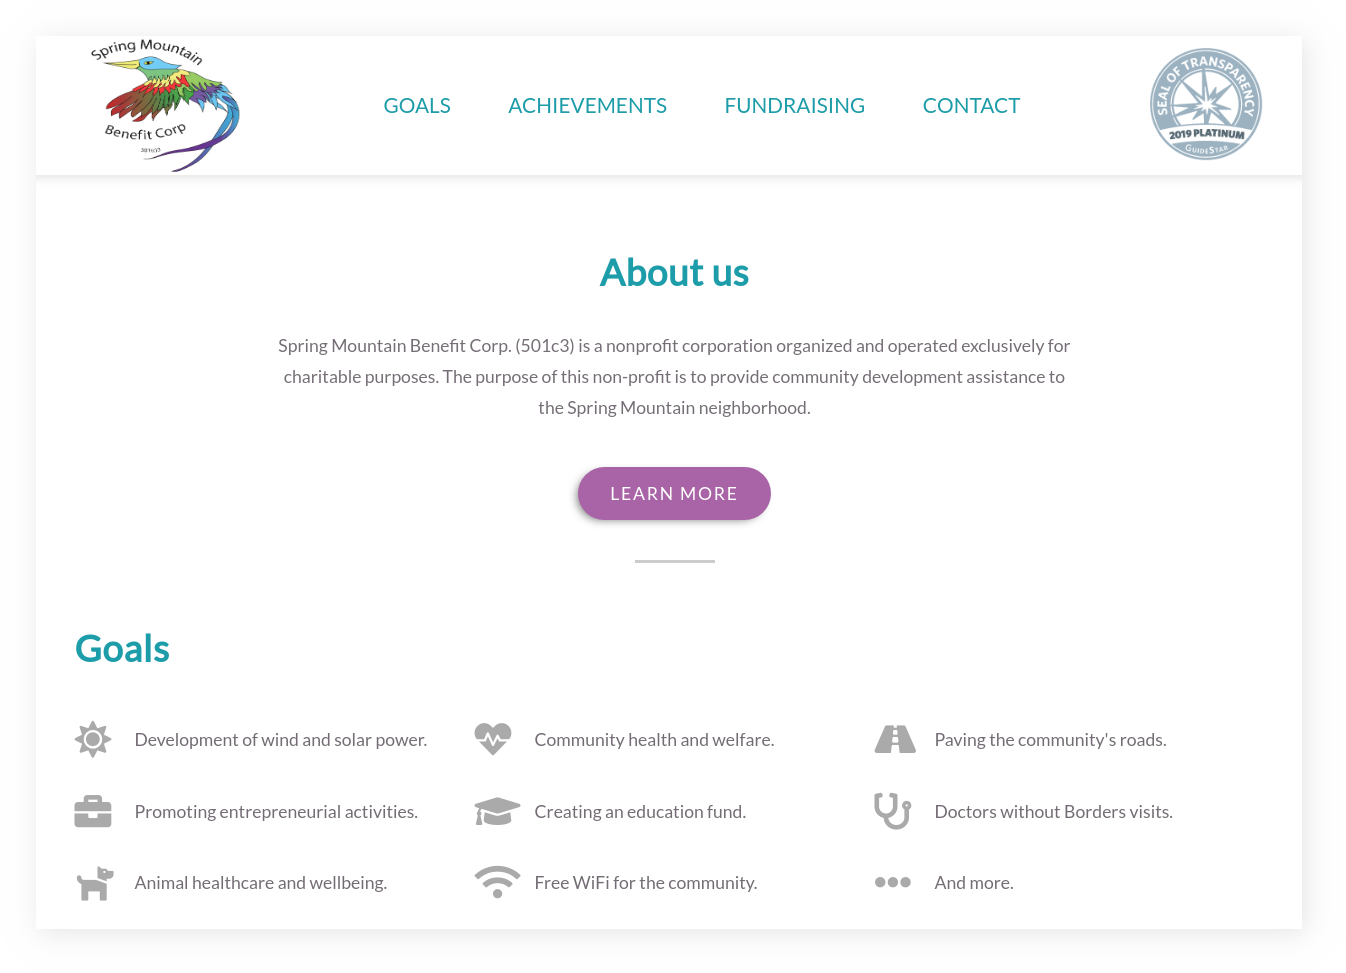 Spring Mountain
Benefit Corp
GOALS ACHIEVEMENTS FUNDRAISING CONTACT
SEAL OF TRANSPARENCY
2019 PLATINUM
GUIDESTAR
About us
Spring Mountain Benefit Corp. (501c3) is a nonprofit corporation organized and operated exclusively for
charitable purposes. The purpose of this non-profit is to provide community development assistance to
the Spring Mountain neighborhood.
LEARN MORE
Goals
Development of wind and solar power.
Community health and welfare.
Paving the community's roads.
Promoting entrepreneurial activities.
Creating an education fund.
Doctors without Borders visits.
Animal healthcare and wellbeing.
Free WiFi for the community.
And more.